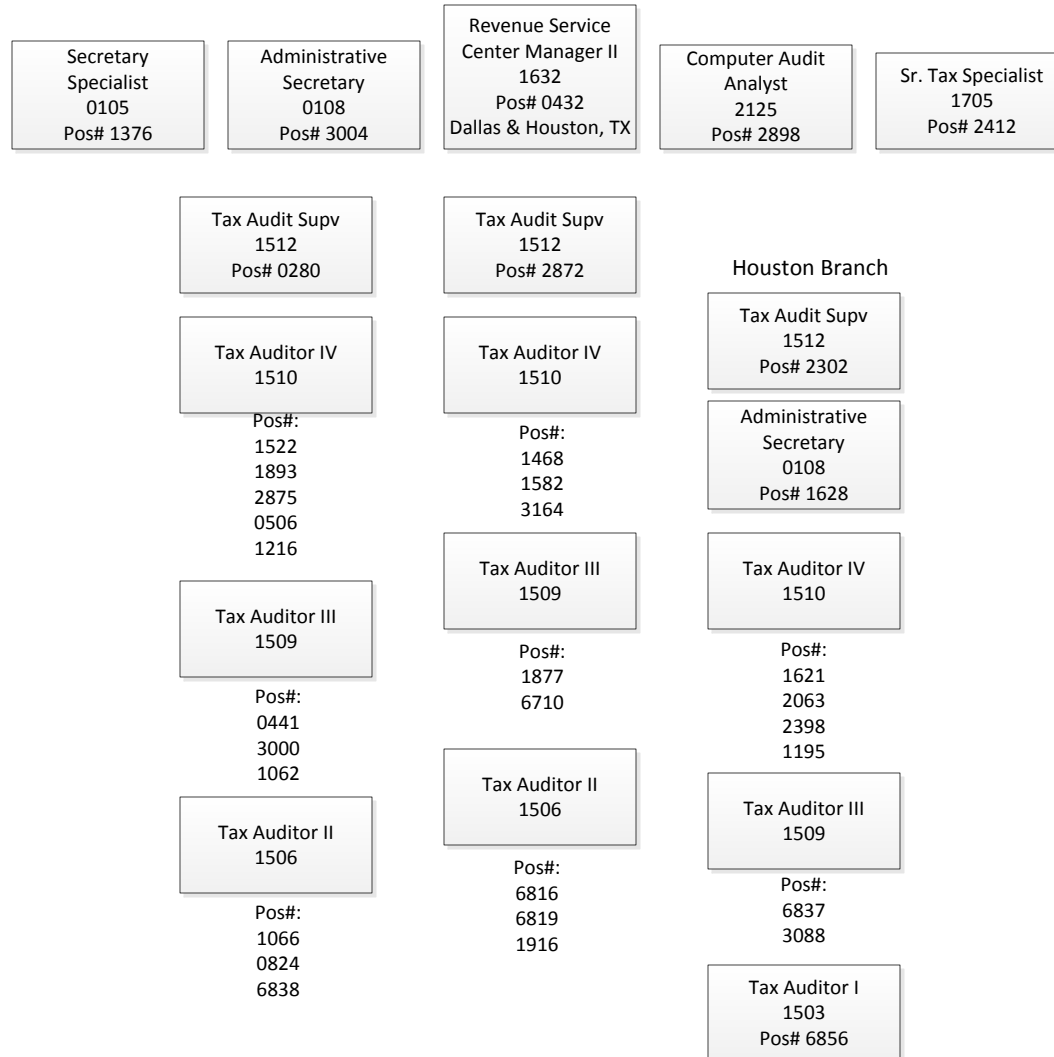 Secretary
Specialist
0105
Pos# 1376
Administrative
Secretary
0108
Pos# 3004
Revenue Service
Center Manager II
1632
Pos# 0432
Dallas & Houston, TX
Computer Audit
Analyst
2125
Pos# 2898
Sr. Tax Specialist
1705
Pos# 2412
Tax Audit Supv
1512
Pos# 0280
Tax Auditor IV
1510
Pos#:
1522
1893
2875
0506
1216
Tax Auditor III
1509
Pos#:
0441
3000
1062
Tax Auditor II
1506
Pos#:
1066
0824
6838
Tax Audit Supv
1512
Pos# 2872
Tax Auditor IV
1510
Pos#:
1468
1582
3164
Tax Auditor III
1509
Pos#:
1877
6710
Tax Auditor II
1506
Pos#:
6816
6819
1916
Houston Branch
Tax Audit Supv
1512
Pos# 2302
Administrative
Secretary
0108
Pos# 1628
Tax Auditor IV
1510
Pos#:
1621
2063
2398
1195
Tax Auditor III
1509
Pos#:
6837
3088
Tax Auditor I
1503
Pos# 6856